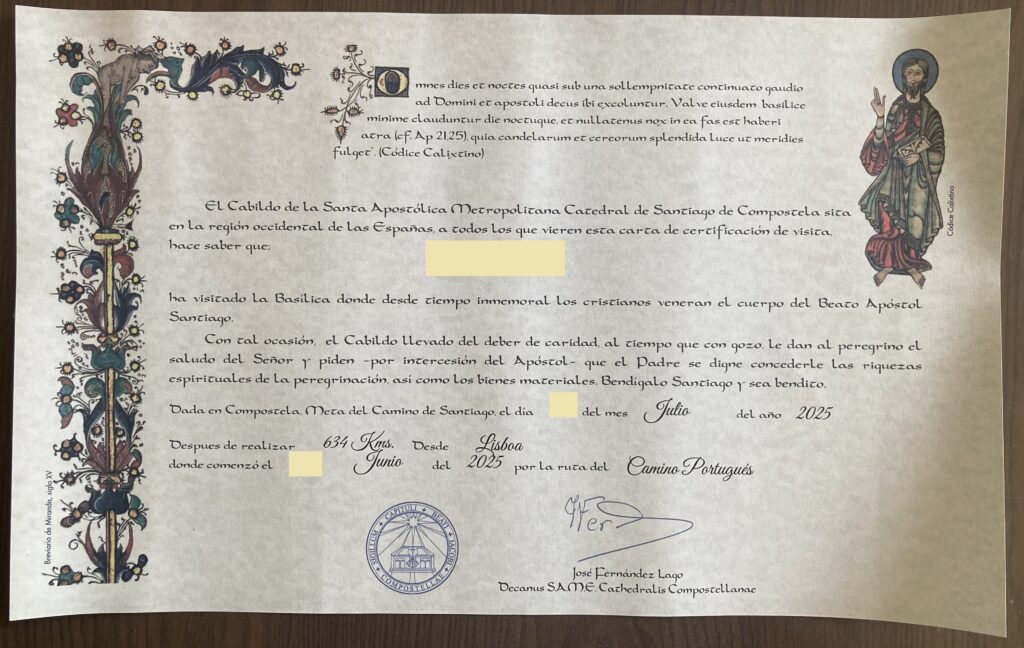 Omnes dies et noctes quasi sub una sollempnitate continuato gaudio
ad Domini et apostoli decus ibi excoluntur. Valve eiusdem basilice
minime clauduntur die noctuque, et nullatenus nox in ea fas est haberi
atra (cf. Ap 21,25), quia candelarum et cereorum splendida luce ut meridies
fulget". (Códice Calixtino)
Códice Calixtino
El Cabildo de la Santa Apostólica Metropolitana Catedral de Santiago de Compostela sita
en la región occidental de las Españas, a todos los que vieren esta carta de certificación de visita,
hace saber que:
ha visitado la Basílica donde desde tiempo inmemorial los cristianos veneran el cuerpo del Beato Apóstol
Santiago.
Con tal ocasión, el Cabildo llevado del deber de caridad, al tiempo que con gozo, le dan al peregrino el
saludo del Señor y piden -por intercesión del Apóstol- que el Padre se digne concederle las riquezas
espirituales de la peregrinación, así como los bienes materiales. Bendígalo Santiago y sea bendito.
Dada en Compostela, Meta del Camino de Santiago, el día del mes Julio del año 2025
Despues de realizar 634 Kms. Desde Lisboa
donde comenzó el Junio del 2025 por la ruta del Camino Portugués
Breviario de Miranda, siglo XV
SIGILLUM CAPITULI BEATI IACOBI COMPOSTELLAE
José Fernández Lago
Decanus S.A.M.E. Cathedralis Compostellanae